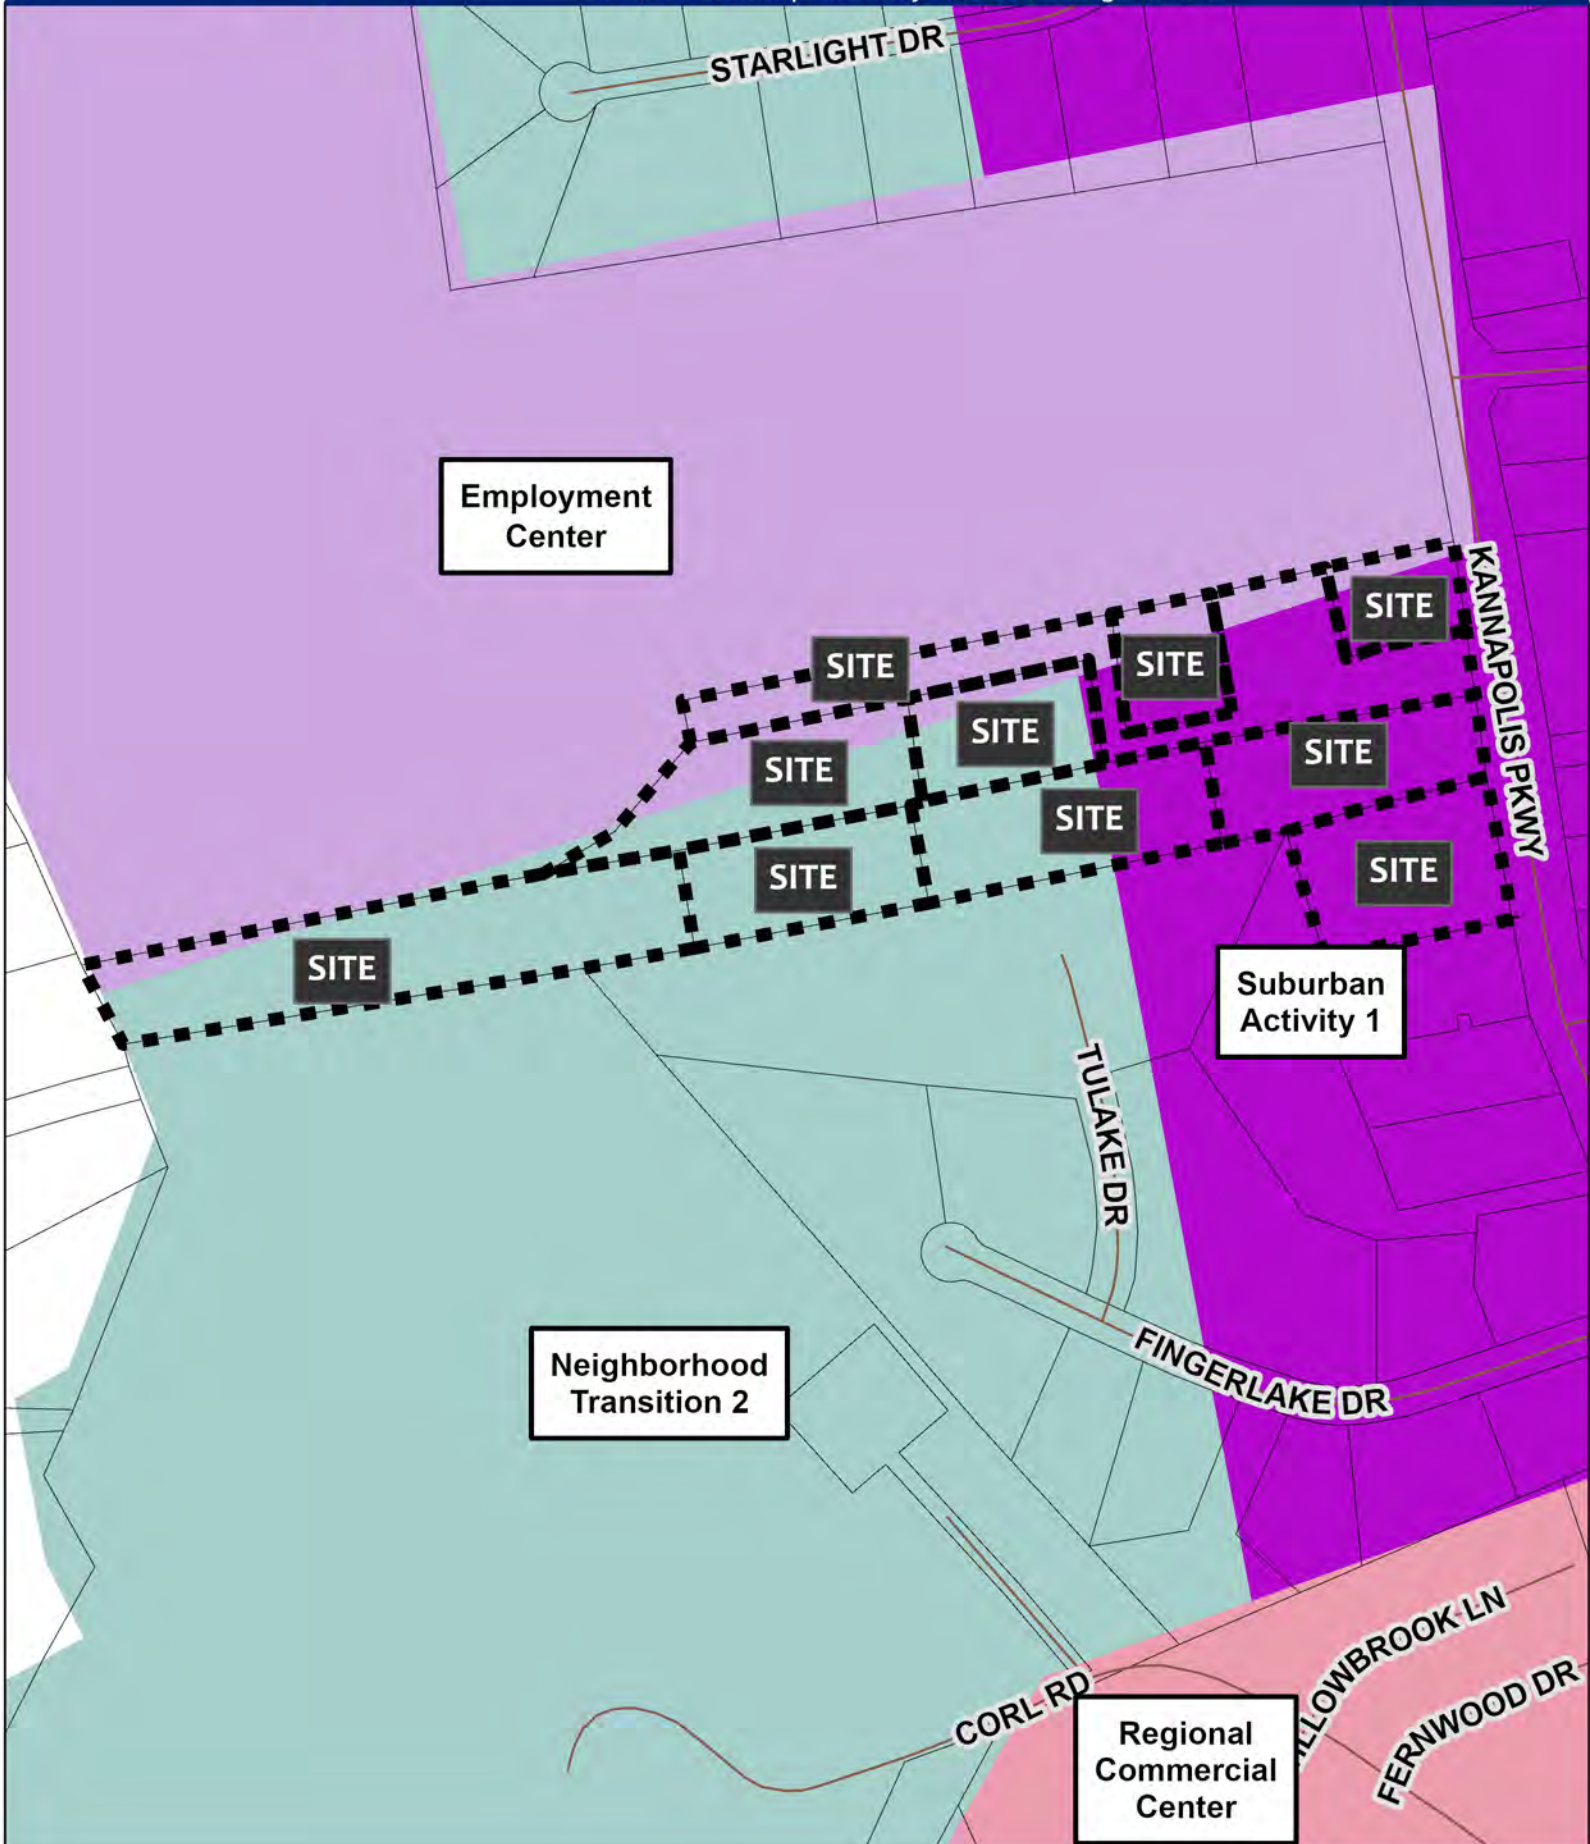 STARLIGHT DR
Employment
Center
KANNAPOLIS PKWY
SITE
SITE
SITE
SITE
SITE
SITE
SITE
SITE
SITE
SITE
Suburban
Activity 1
TULAKE DR
FINGERLAKE DR
Neighborhood
Transition 2
CORL RD
Regional
Commercial
Center
FERNWOOD DR